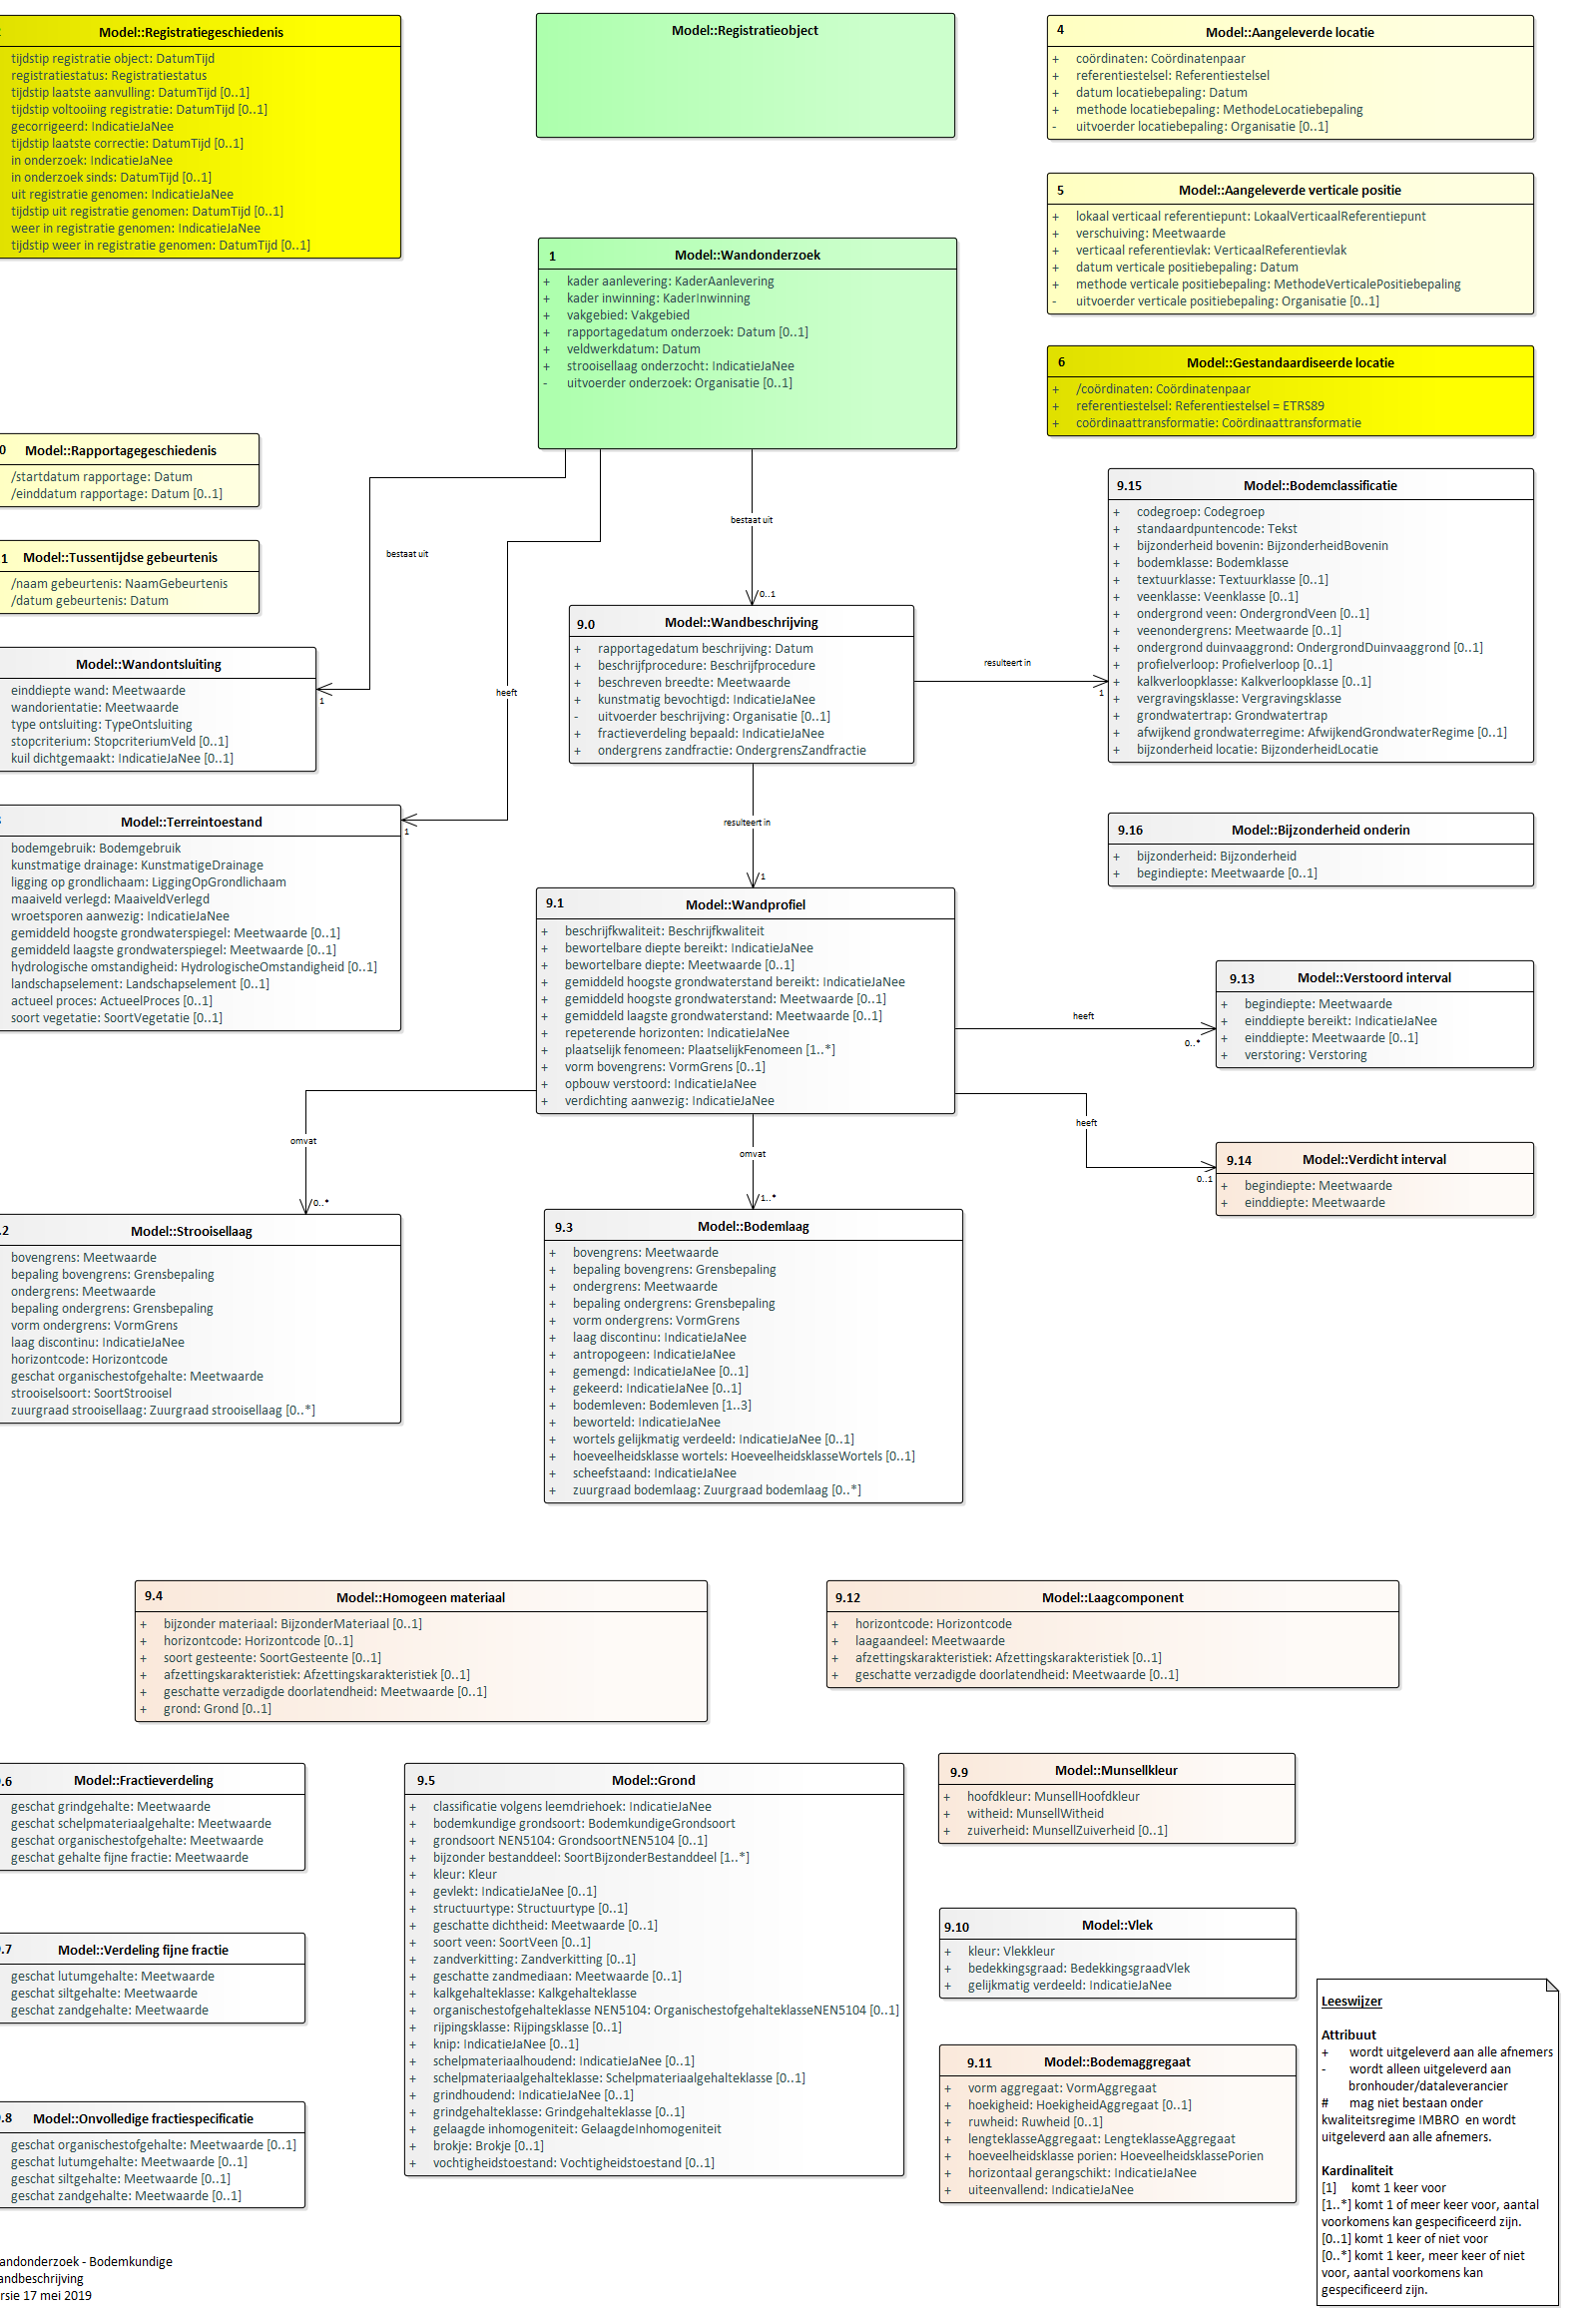 Model::Registratiegeschiedenis
tijdstip registratie object: DatumTijd
registratiestatus: Registratiestatus
tijdstip laatste aanvulling: DatumTijd [0..1]
tijdstip voltooiing registratie: DatumTijd [0..1]
gecorrigeerd: IndicatieJaNee
tijdstip laatste correctie: DatumTijd [0..1]
in onderzoek: IndicatieJaNee
in onderzoek sinds: DatumTijd [0..1]
uit registratie genomen: IndicatieJaNee
tijdstip uit registratie genomen: DatumTijd [0..1]
weer in registratie genomen: IndicatieJaNee
tijdstip weer in registratie genomen: DatumTijd [0..1]
Model::Registratieobject
4 Model::Aangeleverde locatie
+ coördinaten: Coördinatenpaar
+ referentiestelsel: Referentiestelsel
+ datum locatiebepaling: Datum
+ methode locatiebepaling: MethodeLocatiebepaling
- uitvoerder locatiebepaling: Organisatie [0..1]
5 Model::Aangeleverde verticale positie
+ lokaal verticaal referentiepunt: LokaalVerticaalReferentiepunt
+ verschuiving: Meetwaarde
+ verticaal referentievlak: VerticaalReferentievlak
+ datum verticale positiebepaling: Datum
+ methode verticale positiebepaling: MethodeVerticalePositiebepaling
- uitvoerder verticale positiebepaling: Organisatie [0..1]
1 Model::Wandonderzoek
+ kader aanlevering: KaderAanlevering
+ kader inwinning: KaderInwinning
+ vakgebied: Vakgebied
+ rapportagedatum onderzoek: Datum [0..1]
+ veldwerkdatum: Datum
+ strooisellaag onderzocht: IndicatieJaNee
- uitvoerder onderzoek: Organisatie [0..1]
6 Model::Gestandaardiseerde locatie
+ /coördinaten: Coördinatenpaar
+ referentiestelsel: Referentiestelsel = ETRS89
+ coördinaattransformatie: Coördinaattransformatie
0 Model::Rapportagegeschiedenis
/startdatum rapportage: Datum
/einddatum rapportage: Datum [0..1]
1 Model::Tussentijdse gebeurtenis
/naam gebeurtenis: NaamGebeurtenis
/datum gebeurtenis: Datum
bestaat uit
bestaat uit
0..1
heeft
1
1
9.15 Model::Bodemclassificatie
+ codegroep: Codegroep
+ standaardpuntencode: Tekst
+ bijzonderheid bovenin: BijzonderheidBovenin
+ bodemklasse: Bodemklasse
+ textuurklasse: Textuurklasse [0..1]
+ veenklasse: Veenklasse [0..1]
+ ondergrond veen: OndergrondVeen [0..1]
+ veenondergrens: Meetwaarde [0..1]
+ ondergrond duinvaaggrond: OndergrondDuinvaaggrond [0..1]
+ profielverloop: Profielverloop [0..1]
+ kalkverloopklasse: Kalkverloopklasse [0..1]
+ vergravingsklasse: Vergravingsklasse
+ grondwatertrap: Grondwatertrap
+ afwijkend grondwaterregime: AfwijkendGrondwaterRegime [0..1]
+ bijzonderheid locatie: BijzonderheidLocatie
Model::Wandontsluiting
einddiepte wand: Meetwaarde
wandorientatie: Meetwaarde
type ontsluiting: TypeOntsluiting
stopcriterium: StopcriteriumVeld [0..1]
kuil dichtgemaakt: IndicatieJaNee [0..1]
9.0 Model::Wandbeschrijving
+ rapportagedatum beschrijving: Datum
+ beschrijfprocedure: Beschrijfprocedure
+ beschreven breedte: Meetwaarde
+ kunstmatig bevochtigd: IndicatieJaNee
- uitvoerder beschrijving: Organisatie [0..1]
+ fractieverdeling bepaald: IndicatieJaNee
+ ondergrens zandfractie: OndergrensZandfractie
resulteert in
1
resulteert in
1
Model::Terreintoestand
bodemgebruik: Bodemgebruik
kunstmatige drainage: KunstmatigeDrainage
ligging op grondlichaam: LiggingOpGrondlichaam
maaiveld verlegd: MaaiveldVerlegd
wroetsporen aanwezig: IndicatieJaNee
gemiddeld hoogste grondwaterspiegel: Meetwaarde [0..1]
gemiddeld laagste grondwaterspiegel: Meetwaarde [0..1]
hydrologische omstandigheid: HydrologischeOmstandigheid [0..1]
landschapselement: Landschapselement [0..1]
actueel proces: ActueelProces [0..1]
soort vegetatie: SoortVegetatie [0..1]
9.16 Model::Bijzonderheid onderin
+ bijzonderheid: Bijzonderheid
+ begindiepte: Meetwaarde [0..1]
9.1 Model::Wandprofiel
+ beschrijfkwaliteit: Beschrijfkwaliteit
+ bewortelbare diepte bereikt: IndicatieJaNee
+ bewortelbare diepte: Meetwaarde [0..1]
+ gemiddeld hoogste grondwaterstand bereikt: IndicatieJaNee
+ gemiddeld hoogste grondwaterstand: Meetwaarde [0..1]
+ gemiddeld laagste grondwaterstand: Meetwaarde [0..1]
+ repeterende horizonten: IndicatieJaNee
+ plaatselijk fenomeen: PlaatselijkFenomeen [1..*]
+ vorm bovengrens: VormGrens [0..1]
+ opbouw verstoord: IndicatieJaNee
+ verdichting aanwezig: IndicatieJaNee
heeft
0..*
9.13 Model::Verstoord interval
+ begindiepte: Meetwaarde
+ einddiepte bereikt: IndicatieJaNee
+ einddiepte: Meetwaarde [0..1]
+ verstoring: Verstoring
heeft
0..1
9.14 Model::Verdicht interval
+ begindiepte: Meetwaarde
+ einddiepte: Meetwaarde
omvat
0..*
omvat
1..*
.2 Model::Strooisellaag
bovengrens: Meetwaarde
bepaling bovengrens: Grensbepaling
ondergrens: Meetwaarde
bepaling ondergrens: Grensbepaling
vorm ondergrens: VormGrens
laag discontinu: IndicatieJaNee
horizontcode: Horizontcode
geschat organischestofgehalte: Meetwaarde
strooiselsoort: SoortStrooisel
zuurgraad strooisellaag: Zuurgraad strooisellaag [0..*]
9.3 Model::Bodemlaag
+ bovengrens: Meetwaarde
+ bepaling bovengrens: Grensbepaling
+ ondergrens: Meetwaarde
+ bepaling ondergrens: Grensbepaling
+ vorm ondergrens: VormGrens
+ laag discontinu: IndicatieJaNee
+ antropogeen: IndicatieJaNee
+ gemengd: IndicatieJaNee [0..1]
+ gekeerd: IndicatieJaNee [0..1]
+ bodemleven: Bodemleven [1..3]
+ beworteld: IndicatieJaNee
+ wortels gelijkmatig verdeeld: IndicatieJaNee [0..1]
+ hoeveelheidsklasse wortels: HoeveelheidsklasseWortels [0..1]
+ scheefstaand: IndicatieJaNee
+ zuurgraad bodemlaag: Zuurgraad bodemlaag [0..*]
9.4 Model::Homogeen materiaal
+ bijzonder materiaal: BijzonderMateriaal [0..1]
+ horizontcode: Horizontcode [0..1]
+ soort gesteente: SoortGesteente [0..1]
+ afzettingskarakteristiek: Afzettingskarakteristiek [0..1]
+ geschatte verzadigde doorlatendheid: Meetwaarde [0..1]
+ grond: Grond [0..1]
9.12 Model::Laagcomponent
+ horizontcode: Horizontcode
+ laagaandeel: Meetwaarde
+ afzettingskarakteristiek: Afzettingskarakteristiek [0..1]
+ geschatte verzadigde doorlatendheid: Meetwaarde [0..1]
.6 Model::Fractieverdeling
geschat grindgehalte: Meetwaarde
geschat schelpmateriaalgehalte: Meetwaarde
geschat organischestofgehalte: Meetwaarde
geschat gehalte fijne fractie: Meetwaarde
.7 Model::Verdeling fijne fractie
geschat lutumgehalte: Meetwaarde
geschat siltgehalte: Meetwaarde
geschat zandgehalte: Meetwaarde
.8 Model::Onvolledige fractiespecificatie
geschat organischestofgehalte: Meetwaarde [0..1]
geschat lutumgehalte: Meetwaarde [0..1]
geschat siltgehalte: Meetwaarde [0..1]
geschat zandgehalte: Meetwaarde [0..1]
9.5 Model::Grond
+ classificatie volgens leemdriehoek: IndicatieJaNee
+ bodemkundige grondsoort: BodemkundigeGrondsoort
+ grondsoort NEN5104: GrondsoortNEN5104 [0..1]
+ bijzonder bestanddeel: SoortBijzonderBestanddeel [1..*]
+ kleur: Kleur
+ gevlekt: IndicatieJaNee [0..1]
+ structuurtype: Structuurtype [0..1]
+ geschatte dichtheid: Meetwaarde [0..1]
+ soort veen: SoortVeen [0..1]
+ zandverkitting: Zandverkitting [0..1]
+ geschatte zandmediaan: Meetwaarde [0..1]
+ kalkgehalteklasse: Kalkgehalteklasse
+ organischestofgehalteklasse NEN5104: OrganischestofgehalteklasseNEN5104 [0..1]
+ rijpingsklasse: Rijpingsklasse [0..1]
+ knip: IndicatieJaNee [0..1]
+ schelpmateriaalhoudend: IndicatieJaNee [0..1]
+ schelpmateriaalgehalteklasse: Schelpmateriaalgehalteklasse [0..1]
+ grindhoudend: IndicatieJaNee [0..1]
+ grindgehalteklasse: Grindgehalteklasse [0..1]
+ gelaagde inhomogeniteit: GelaagdeInhomogeniteit
+ brokje: Brokje [0..1]
+ vochtigheidstoestand: Vochtigheidstoestand [0..1]
9.9 Model::Munsellkleur
+ hoofdkleur: MunsellHoofdkleur
+ witheid: MunsellWitheid
+ zuiverheid: MunsellZuiverheid [0..1]
9.10 Model::Vlek
+ kleur: Vlekkleur
+ bedekkingsgraad: BedekkingsgraadVlek
+ gelijkmatig verdeeld: IndicatieJaNee
9.11 Model::Bodemaggregaat
+ vorm aggregaat: VormAggregaat
+ hoekigheid: HoekigheidAggregaat [0..1]
+ ruwheid: Ruwheid [0..1]
+ lengteklasseAggregaat: LengteklasseAggregaat
+ hoeveelheidsklasse porien: HoeveelheidsklassePorien
+ horizontaal gerangschikt: IndicatieJaNee
+ uiteenvallend: IndicatieJaNee
Leeswijzer
Attribuut
+ wordt uitgeleverd aan alle afnemers
- wordt alleen uitgeleverd aan
bronhouder/dataleverancier
# mag niet bestaan onder
kwaliteitsregime IMBRO en wordt
uitgeleverd aan alle afnemers.
Kardinaliteit
[1] komt 1 keer voor
[1..*] komt 1 of meer keer voor, aantal
voorkomens kan gespecificeerd zijn.
[0..1] komt 1 keer of niet voor
[0..*] komt 1 keer, meer keer of niet
voor, aantal voorkomens kan
gespecificeerd zijn.
andonderzoek - Bodemkundige
andbeschrijving
rsie 17 mei 2019